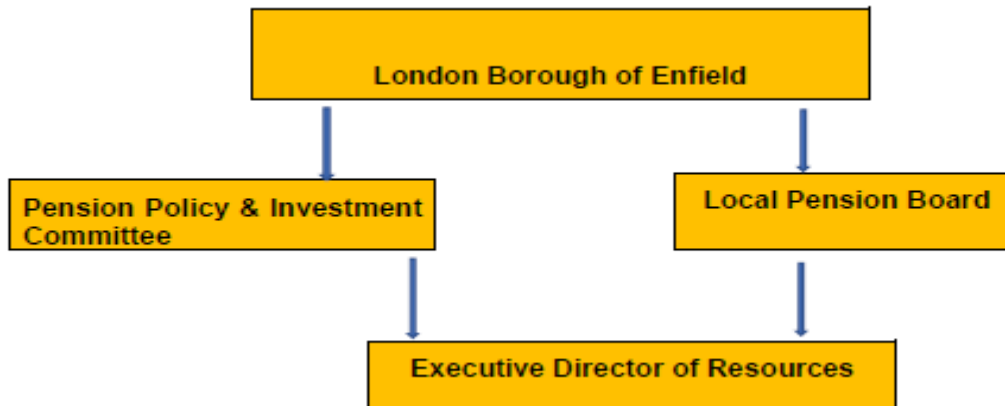 London Borough of Enfield
Pension Policy & Investment
Committee
Local Pension Board
Executive Director of Resources